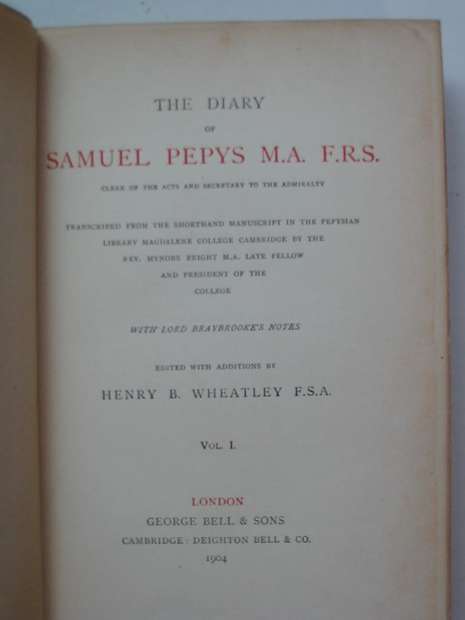 THE DIARY
OF
SAMUEL PEPYS M.A. F.R.S.
CLERK OF THE ACTS AND SECRETARY TO THE ADMIRALTY
TRANSCRIBED FROM THE SHORTHAND MANUSCRIPT IN THE PEPYSIAN
LIBRARY MAGDALENE COLLEGE CAMBRIDGE BY THE
REV. MYNORS BRIGHT M.A. LATE FELLOW
AND PRESIDENT OF THE
COLLEGE
WITH LORD BRAYBROOKE'S NOTES
EDITED WITH ADDITIONS BY
HENRY B. WHEATLEY F.S.A.
VOL. I.
LONDON
GEORGE BELL & SONS
CAMBRIDGE: DEIGHTON BELL & CO.
1904